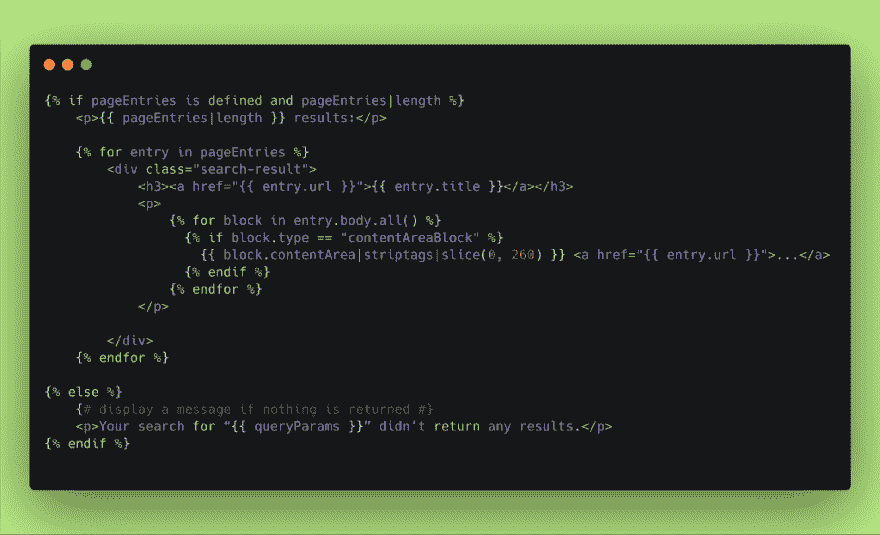 {% if pageEntries is defined and pageEntries|length %}
<p>{{ pageEntries|length }} results:</p>
{% for entry in pageEntries %}
<div class="search-result">
<h3><a href="{{ entry.url }}">{{ entry.title }}</a></h3>
<p>
{% for block in entry.body.all() %}
{% if block.type == "contentAreaBlock" %}
{{ block.contentArea|striptags|slice(0, 260) }} <a href="{{ entry.url }}">...</a>
{% endif %}
{% endfor %}
</p>
</div>
{% endfor %}
{% else %}
{# display a message if nothing is returned #}
<p>Your search for “{{ queryParams }}” didn’t return any results.</p>
{% endif %}